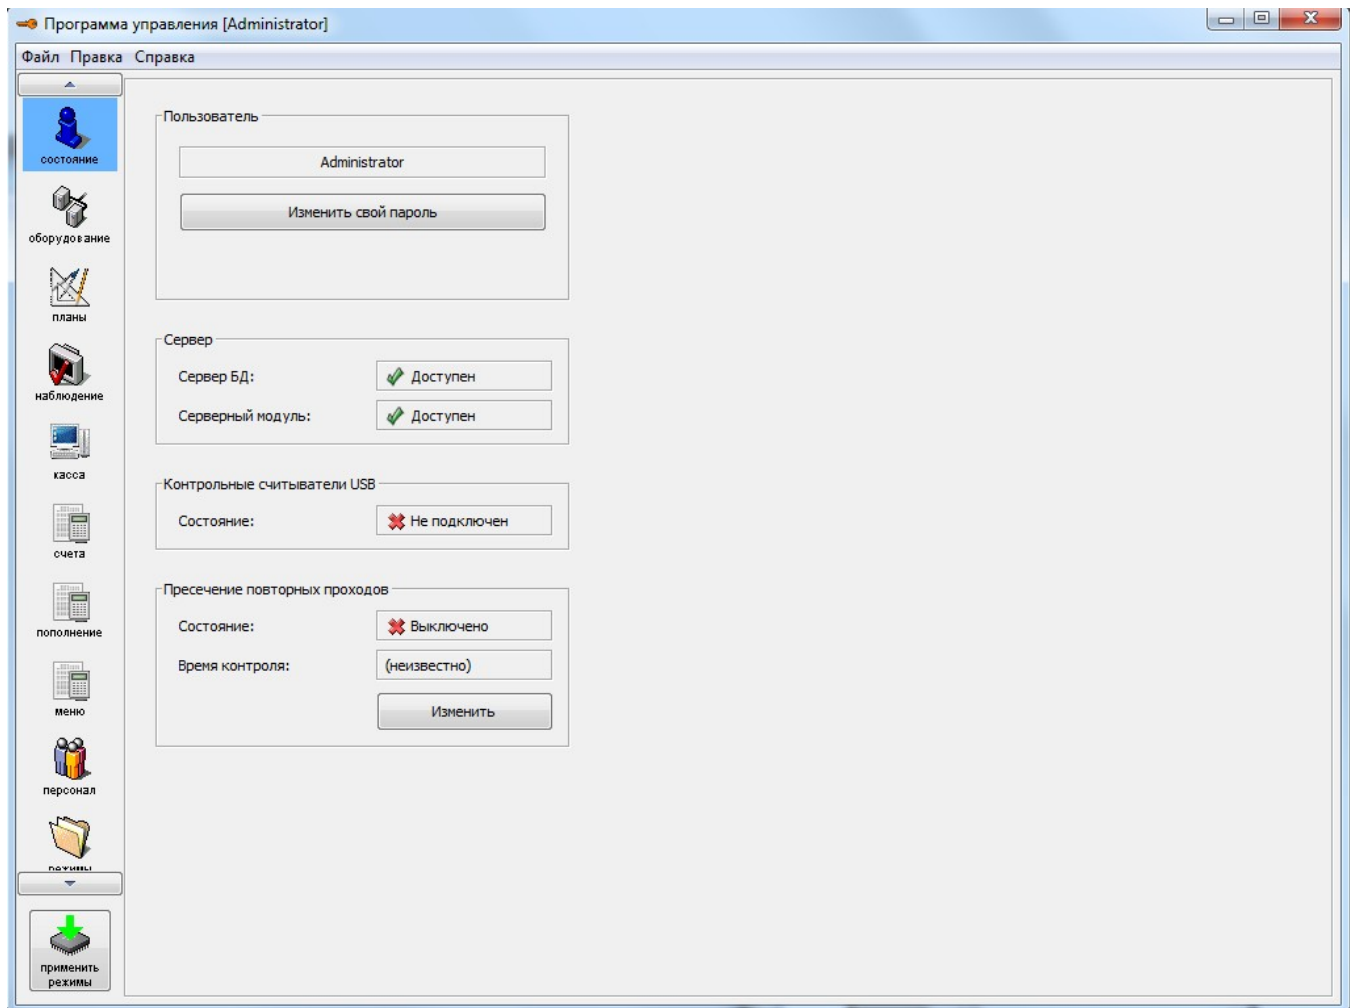 Программа управления [Administrator]
Файл Правка Справка
состояние
оборудование
планы
наблюдение
касса
счета
пополнение
меню
персонал
режимы
применить
режимы
Пользователь
Administrator
Изменить свой пароль
Сервер
Сервер БД: Доступен
Серверный модуль: Доступен
Контрольные считыватели USB
Состояние: Не подключен
Пресечение повторных проходов
Состояние: Выключено
Время контроля: (неизвестно)
Изменить